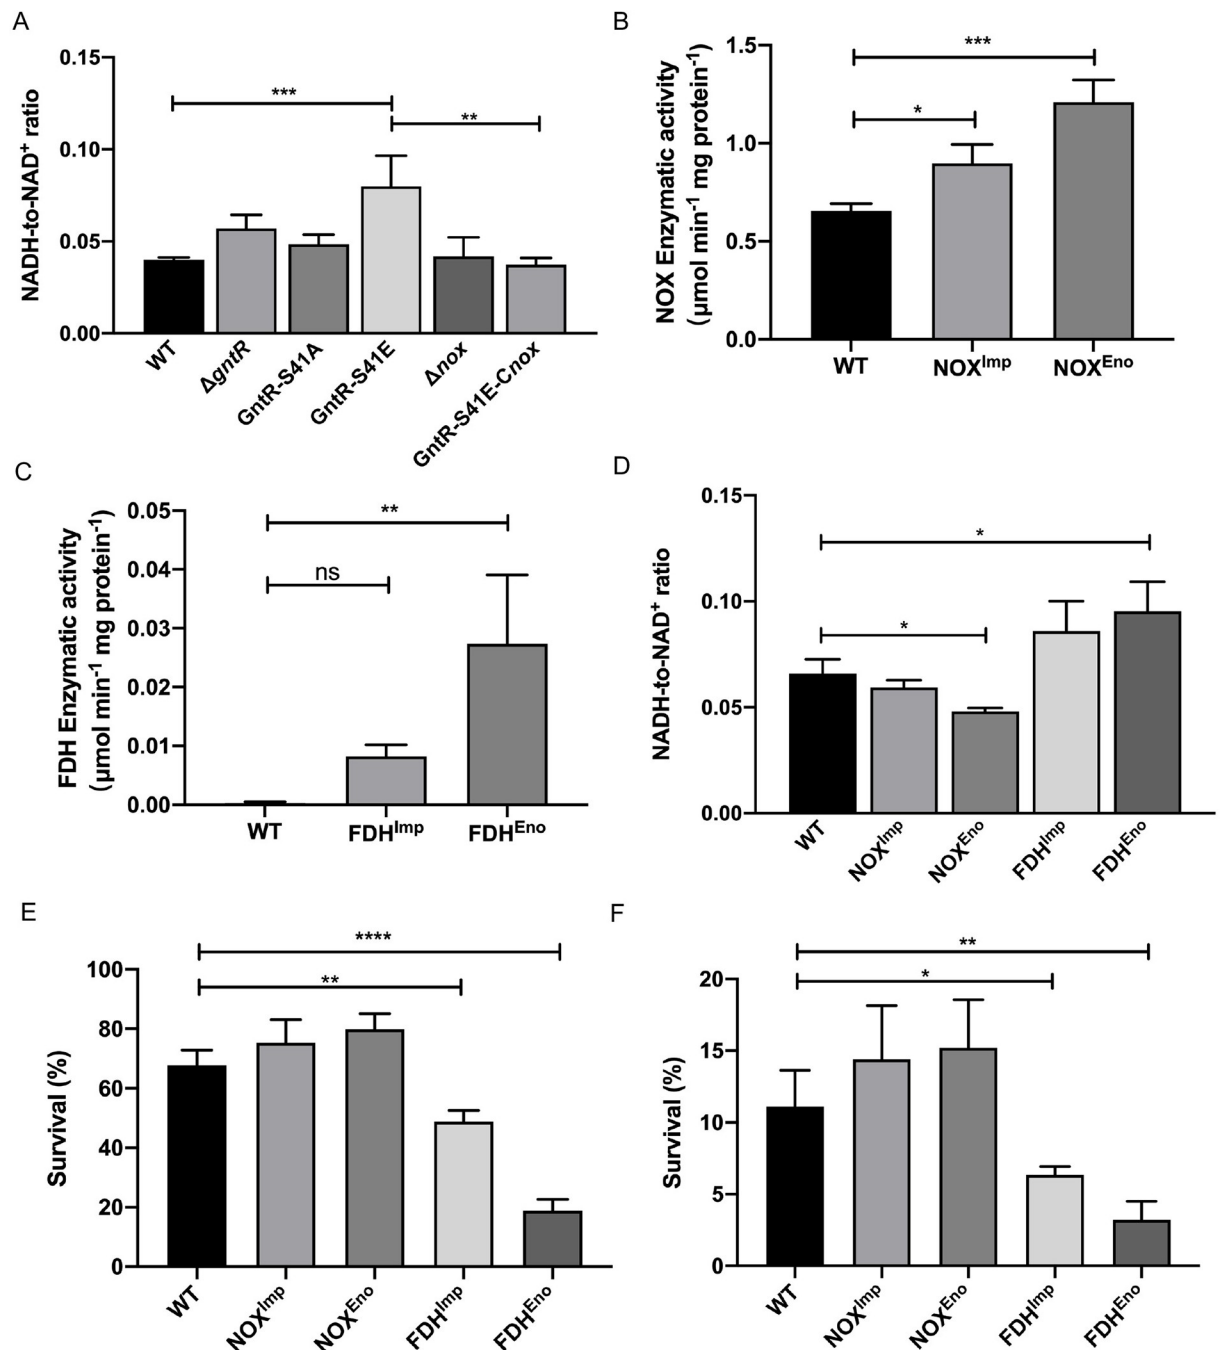 A
NADH-to-NAD⁺ ratio
0.15
0.10
0.05
0.00
***
**
WT
ΔgntR
GntR-S41A
GntR-S41E
Δnox
GntR-S41E-Cnox
B
NOX Enzymatic activity
(µmol min⁻¹ mg protein⁻¹)
1.5
1.0
0.5
0.0
***
*
WT
NOXᴵᵐᵖ
NOXᴱⁿᵒ
C
FDH Enzymatic activity
(µmol min⁻¹ mg protein⁻¹)
0.05
0.04
0.03
0.02
0.01
0.00
**
ns
WT
FDHᴵᵐᵖ
FDHᴱⁿᵒ
D
NADH-to-NAD⁺ ratio
0.15
0.10
0.05
0.00
*
*
WT
NOXᴵᵐᵖ
NOXᴱⁿᵒ
FDHᴵᵐᵖ
FDHᴱⁿᵒ
E
Survival (%)
100
80
60
40
20
0
****
**
WT
NOXᴵᵐᵖ
NOXᴱⁿᵒ
FDHᴵᵐᵖ
FDHᴱⁿᵒ
F
Survival (%)
20
15
10
5
0
**
*
WT
NOXᴵᵐᵖ
NOXᴱⁿᵒ
FDHᴵᵐᵖ
FDHᴱⁿᵒ